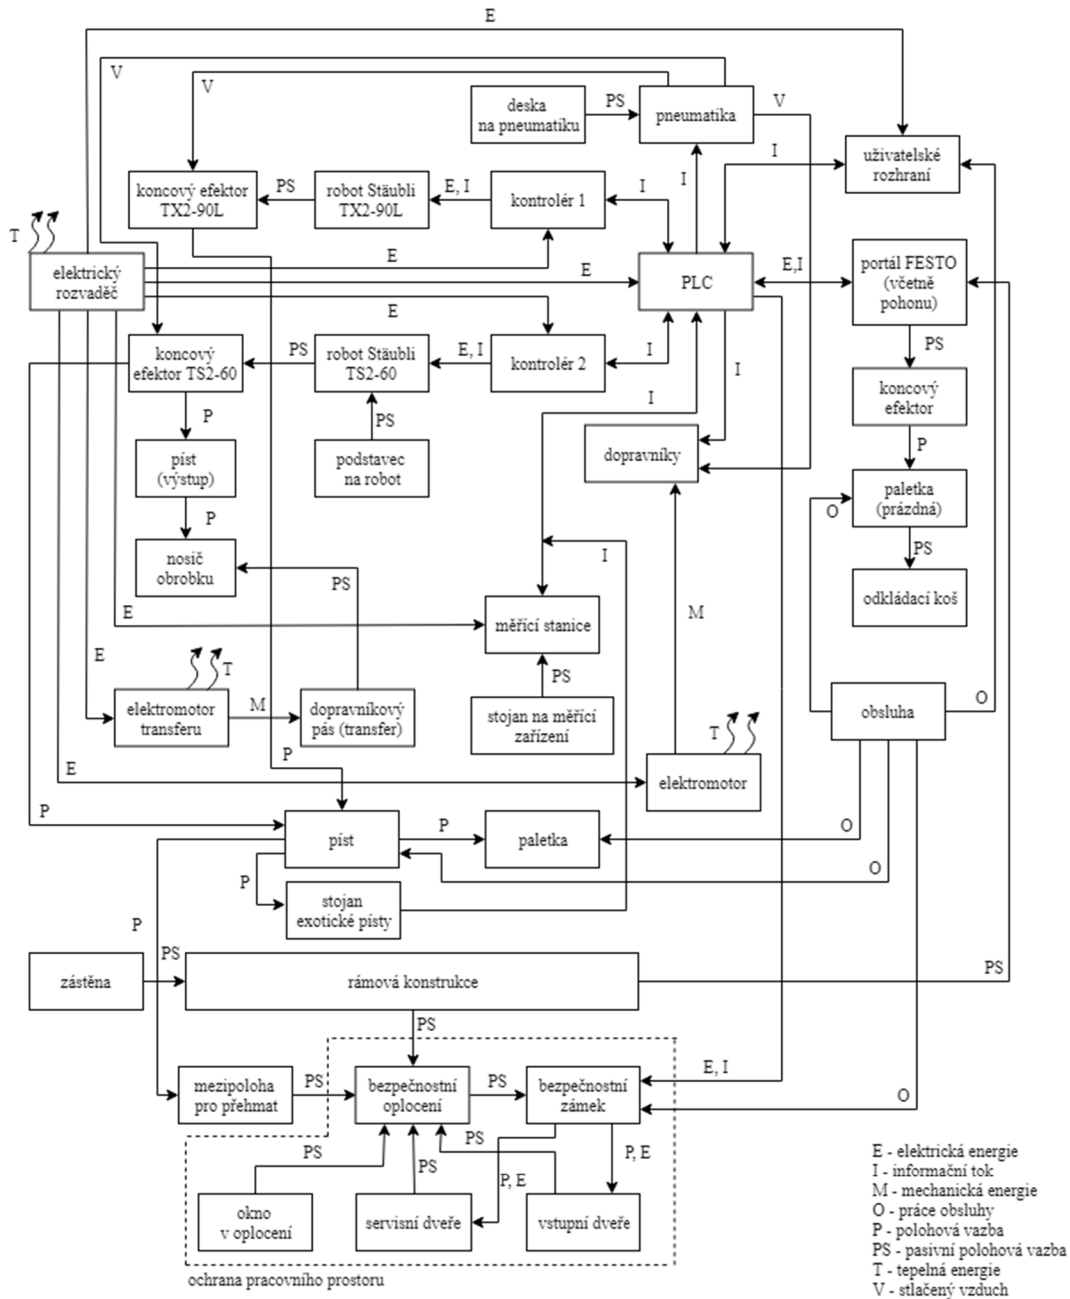 E
V
V
deska
na pneumatiku
PS
pneumatika
V
I
uživatelské
rozhraní
koncový efektor
TX2-90L
PS
robot Stäubli
TX2-90L
E, I
kontrolér 1
I
I
T
elektrický
rozvaděč
E
E
E
PLC
E,I
portál FESTO
(včetně
pohonu)
koncový
efektor TS2-60
PS
robot Stäubli
TS2-60
E, I
kontrolér 2
I
I
PS
koncový
efektor
P
PS
I
píst
(výstup)
podstavec
na robot
dopravníky
P
paletka
(prázdná)
O
P
I
PS
nosič
obrobku
PS
odkládací koš
E
měřící stanice
M
E
T
PS
elektromotor
transferu
M
dopravníkový
pás (transfer)
stojan na měřící
zařízení
T
obsluha
O
E
P
elektromotor
P
píst
P
paletka
O
O
P
stojan
exotické písty
P
PS
zástěna
rámová konstrukce
PS
PS
mezipoloha
pro přehmat
PS
bezpečnostní
oplocení
PS
bezpečnostní
zámek
E, I
O
PS
PS
PS
P, E
P, E
okno
v oplocení
servisní dveře
vstupní dveře
ochrana pracovního prostoru
E - elektrická energie
I - informační tok
M - mechanická energie
O - práce obsluhy
P - polohová vazba
PS - pasivní polohová vazba
T - tepelná energie
V - stlačený vzduch